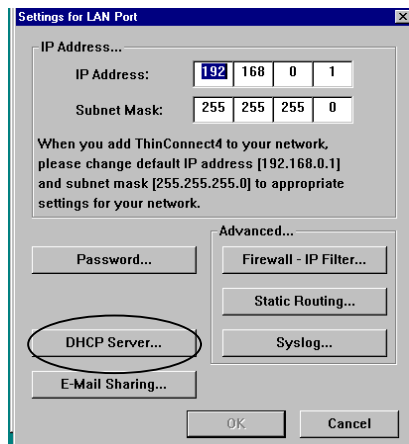 Settings for LAN Port
IP Address...
IP Address: 192 168 0 1
Subnet Mask: 255 255 255 0
When you add ThinConnect4 to your network,
please change default IP address [192.168.0.1]
and subnet mask [255.255.255.0] to appropriate
settings for your network.
Advanced...
Password...
Firewall - IP Filter...
Static Routing...
DHCP Server...
Syslog...
E-Mail Sharing...
OK
Cancel